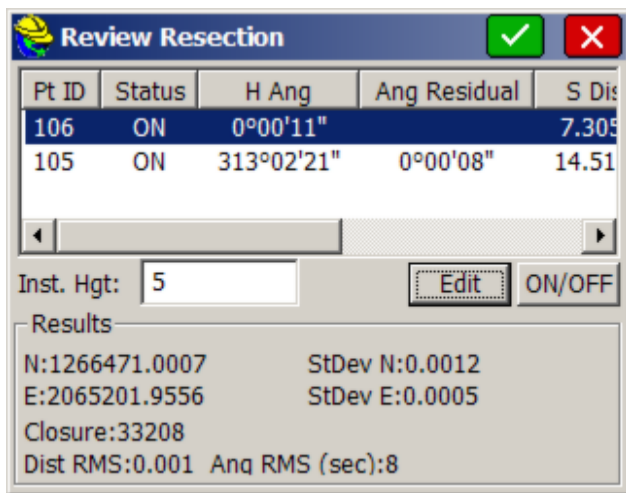 Review Resection
Pt ID Status H Ang Ang Residual S Dis
106 ON 0°00'11" 7.305
105 ON 313°02'21" 0°00'08" 14.51
Inst. Hgt: 5 Edit ON/OFF
Results
N:1266471.0007 StDev N:0.0012
E:2065201.9556 StDev E:0.0005
Closure:33208
Dist RMS:0.001 Ang RMS (sec):8